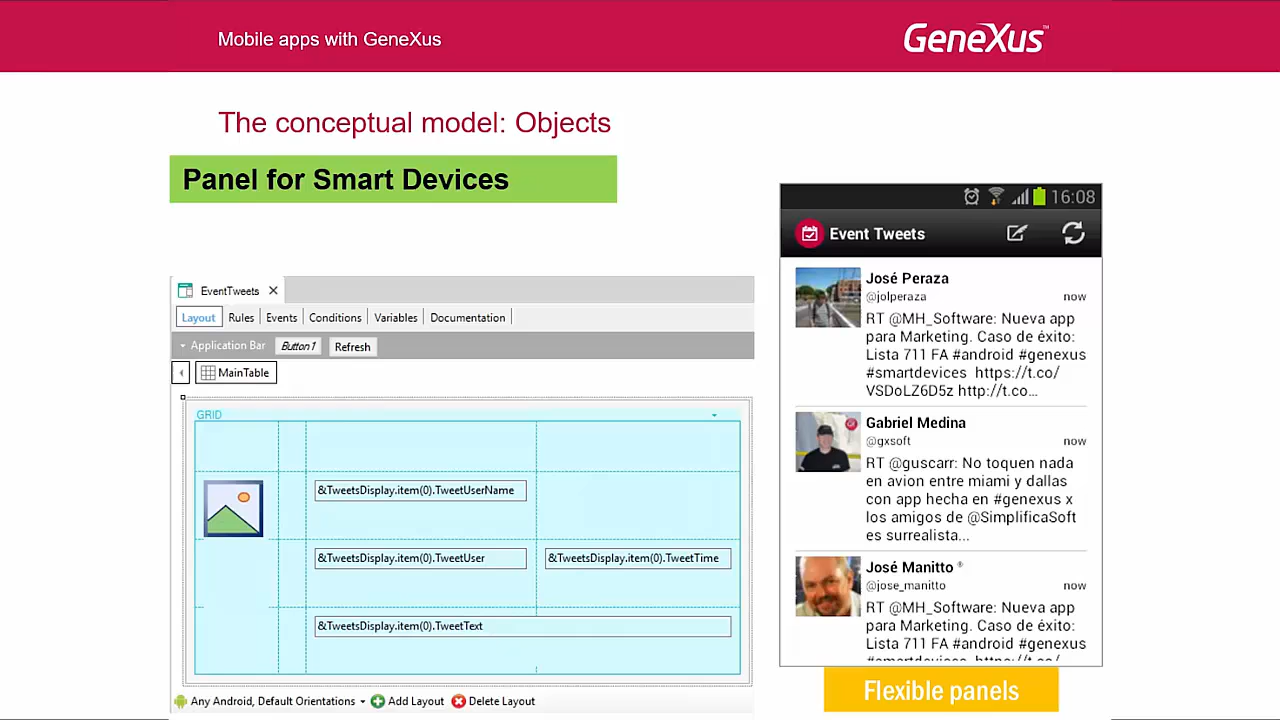 Mobile apps with GeneXus
GeneXus™
The conceptual model: Objects
Panel for Smart Devices
EventTweets
Layout Rules Events Conditions Variables Documentation
Application Bar Button1 Refresh
MainTable
GRID
&TweetsDisplay.item(0).TweetUserName
&TweetsDisplay.item(0).TweetUser &TweetsDisplay.item(0).TweetTime
&TweetsDisplay.item(0).TweetText
Any Android, Default Orientations Add Layout Delete Layout
16:08
Event Tweets
José Peraza
@jolperaza now
RT @MH_Software: Nueva app
para Marketing. Caso de éxito:
Lista 711 FA #android #genexus
#smartdevices https://t.co/
VSDoLZ6D5z http://t.co…
Gabriel Medina
@gxsoft now
RT @guscarr: No toquen nada
en avion entre miami y dallas
con app hecha en #genexus x
los amigos de @SimplificaSoft
es surrealista...
José Manitto ®
@jose_manitto now
RT @MH_Software: Nueva app
para Marketing. Caso de éxito:
Lista 711 FA #android #genexus
#smartdevices https://t.co/
Flexible panels